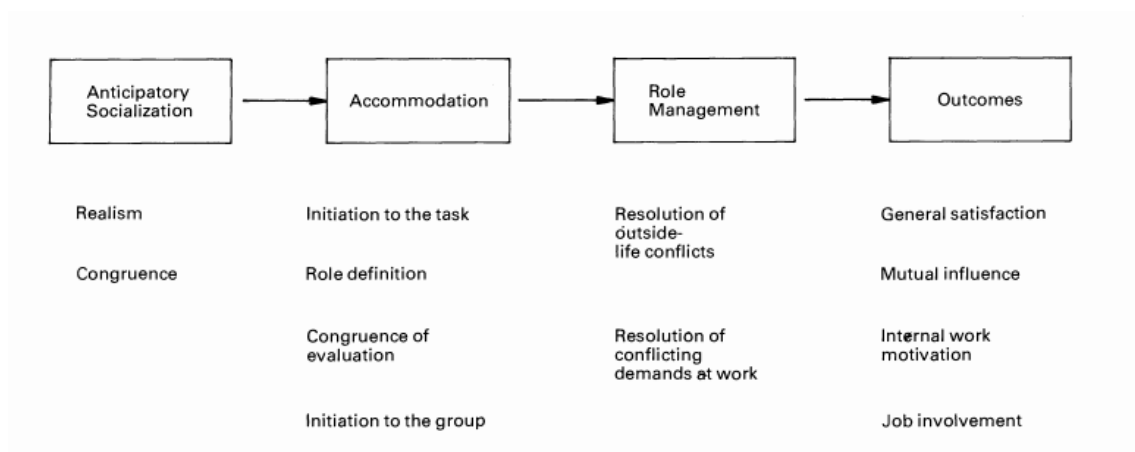 Anticipatory
Socialization
Accommodation
Role
Management
Outcomes
Realism
Congruence
Initiation to the task
Role definition
Congruence of
evaluation
Initiation to the group
Resolution of
outside-
life conflicts
Resolution of
conflicting
demands at work
General satisfaction
Mutual influence
Internal work
motivation
Job involvement